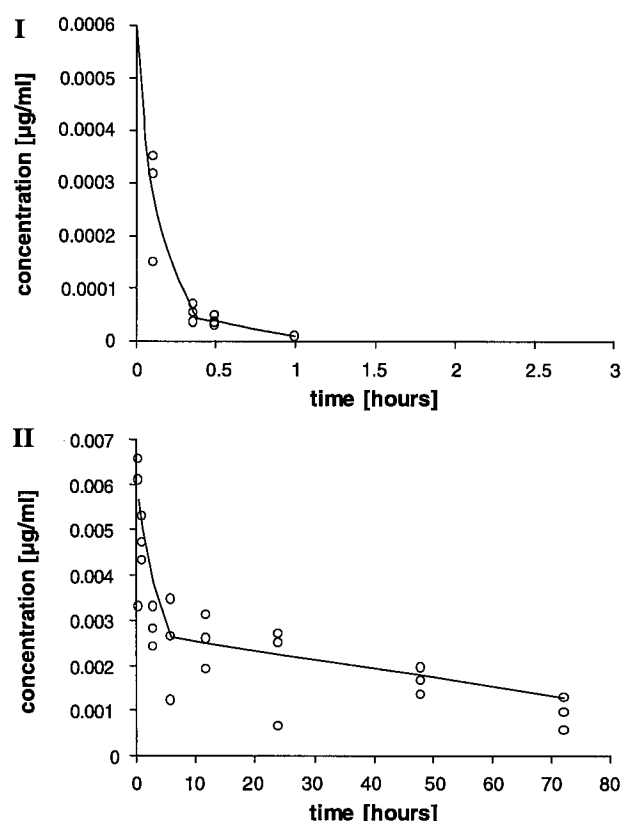 I
0.0006
0.0005
0.0004
0.0003
0.0002
0.0001
0
concentration [µg/ml]
0 0.5 1 1.5 2 2.5 3
time [hours]
II
0.007
0.006
0.005
0.004
0.003
0.002
0.001
0
concentration [µg/ml]
0 10 20 30 40 50 60 70 80
time [hours]